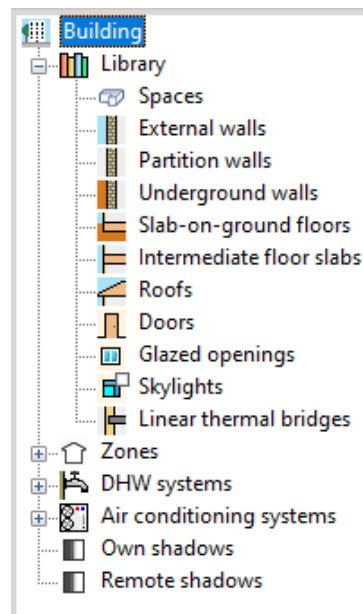 Building
Library
Spaces
External walls
Partition walls
Underground walls
Slab-on-ground floors
Intermediate floor slabs
Roofs
Doors
Glazed openings
Skylights
Linear thermal bridges
Zones
DHW systems
Air conditioning systems
Own shadows
Remote shadows